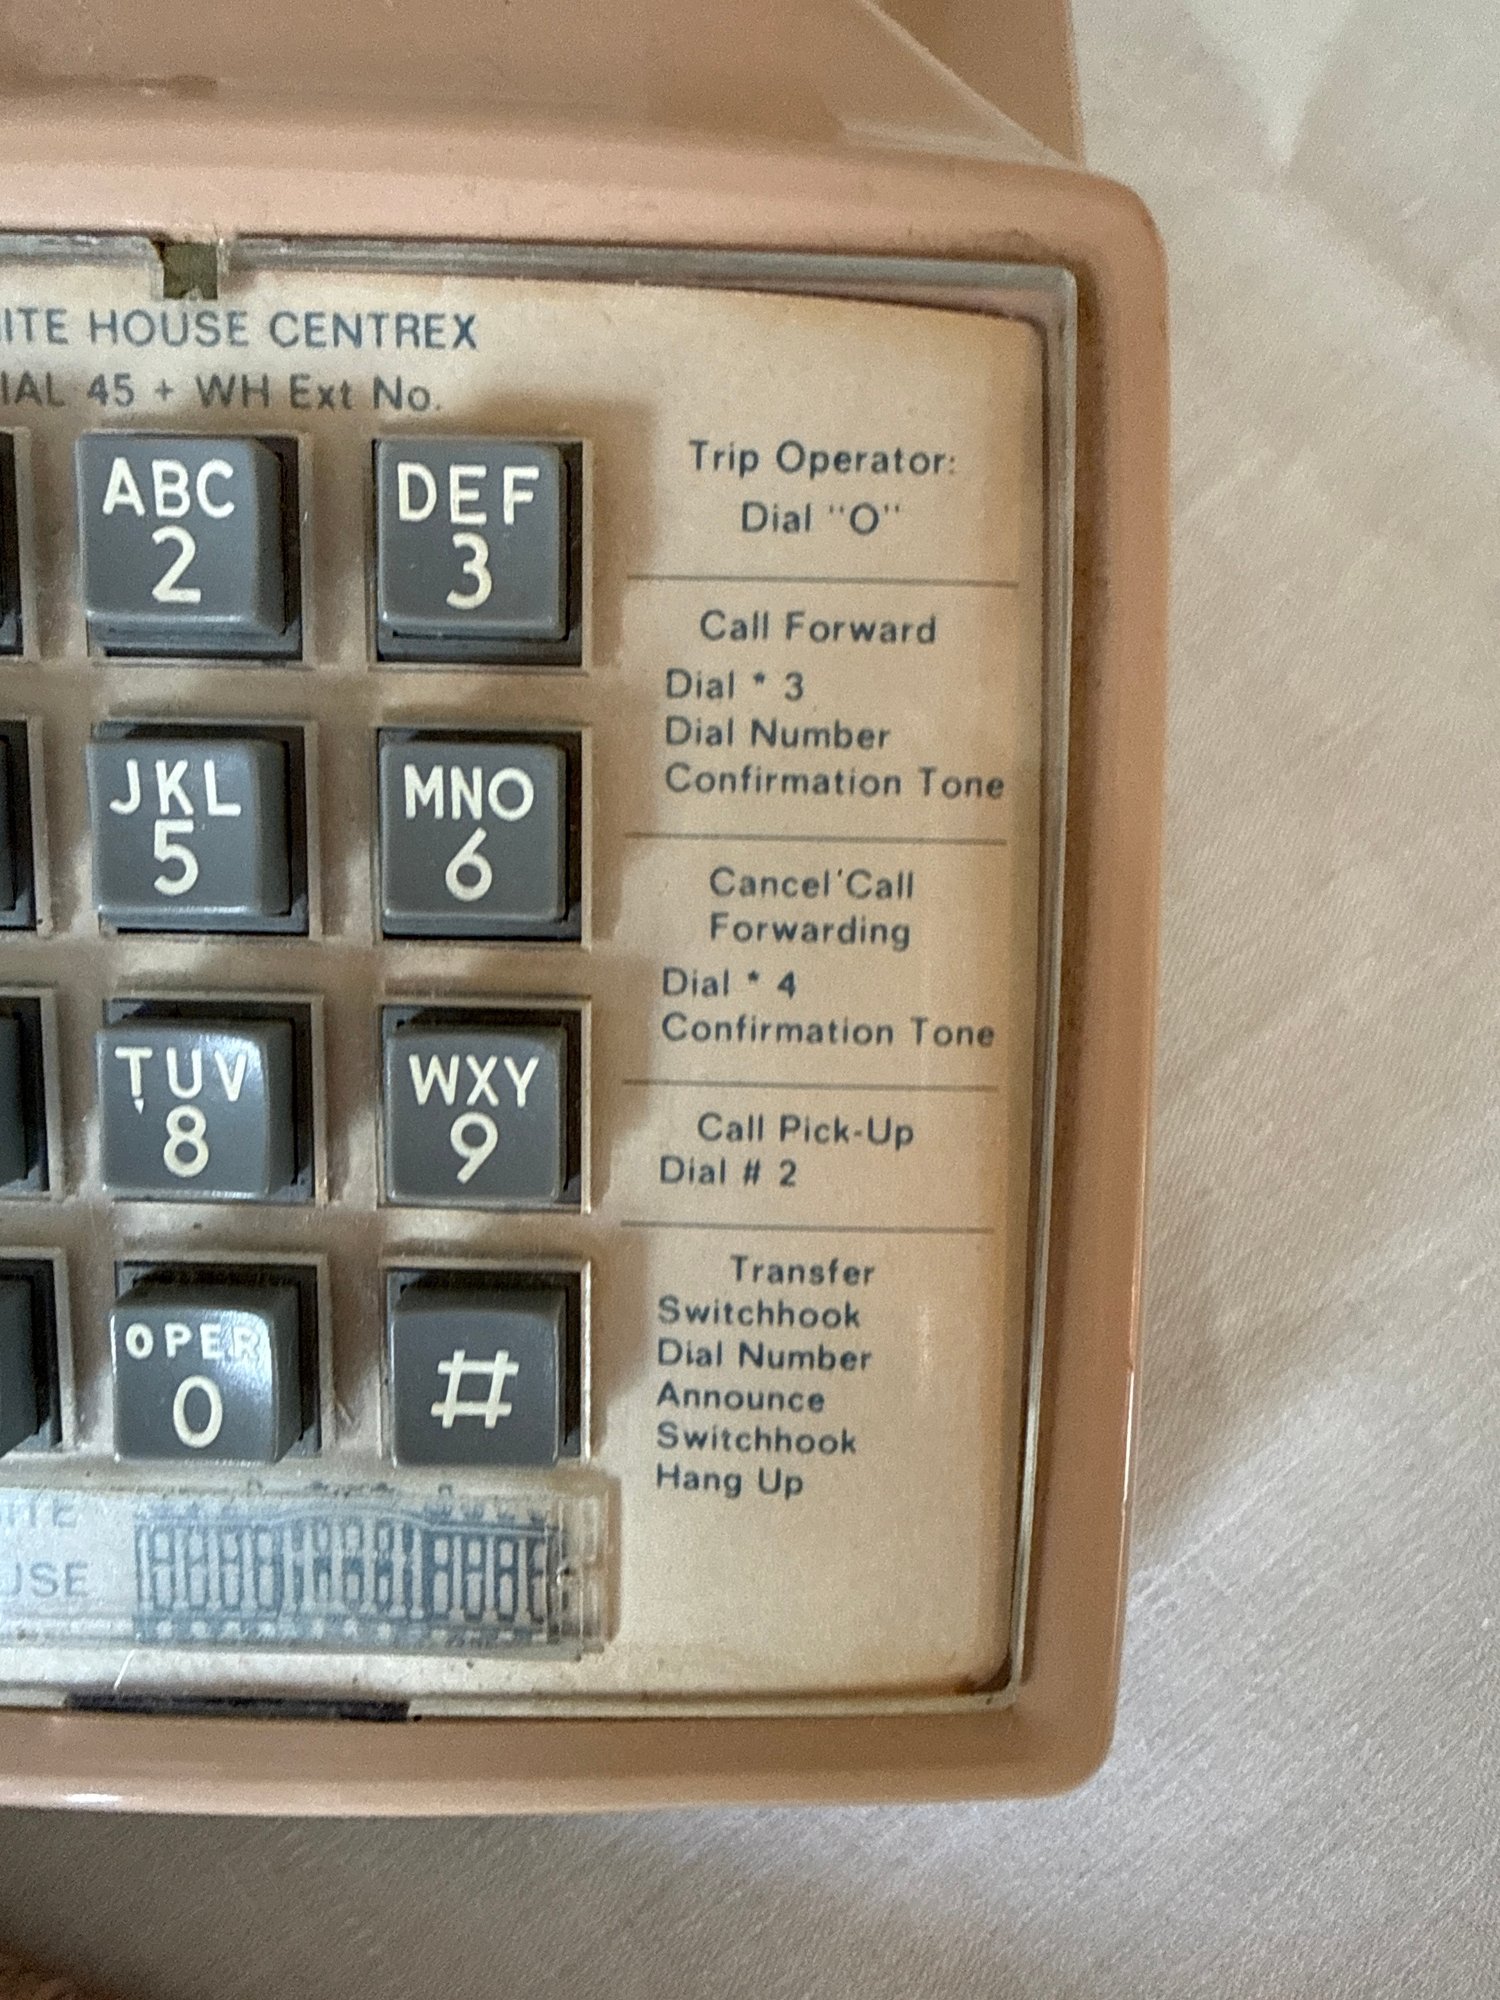 ITE HOUSE CENTREX
IAL 45 + WH Ext No.
ABC
2
DEF
3
JKL
5
MNO
6
TUV
8
WXY
9
OPER
0
#
ITE
USE
Trip Operator:
Dial "O"
Call Forward
Dial * 3
Dial Number
Confirmation Tone
Cancel Call
Forwarding
Dial * 4
Confirmation Tone
Call Pick-Up
Dial # 2
Transfer
Switchhook
Dial Number
Announce
Switchhook
Hang Up